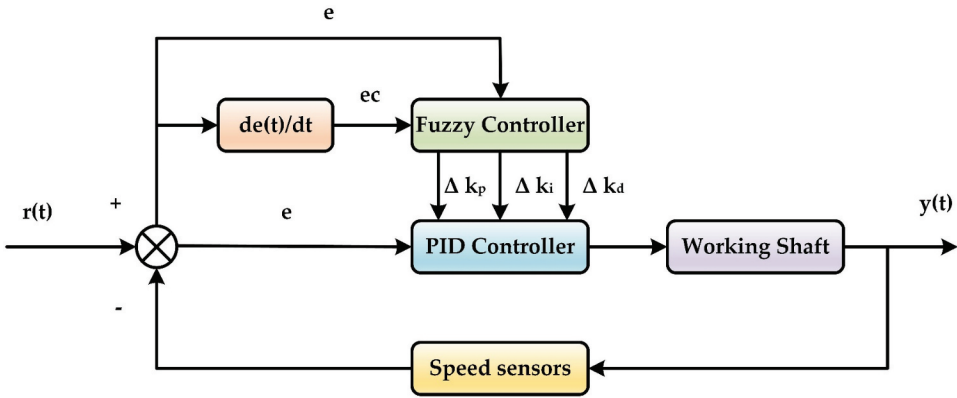 e
ec
de(t)/dt
Fuzzy Controller
Δ kp Δ ki Δ kd
r(t)
+
e
y(t)
PID Controller
Working Shaft
-
Speed sensors